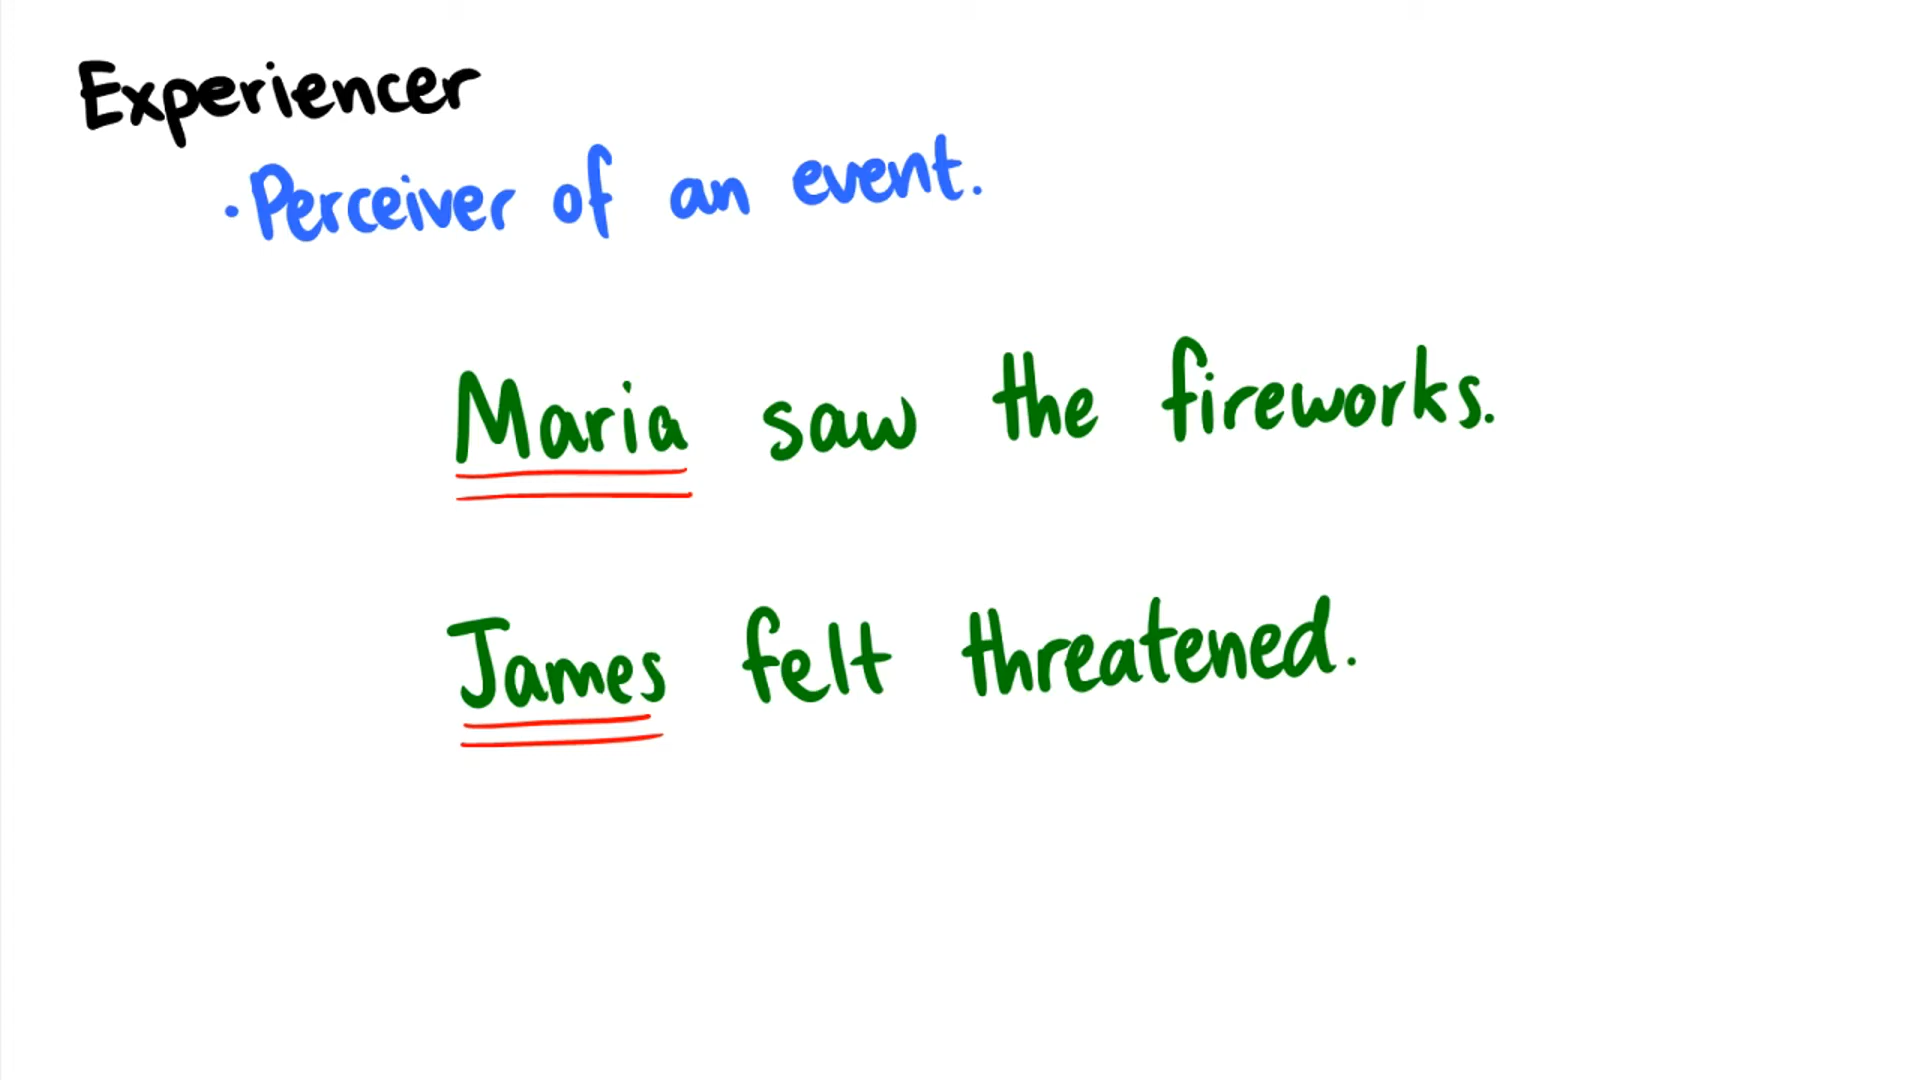 Experiencer
· Perceiver of an event.
Maria saw the fireworks.
James felt threatened.